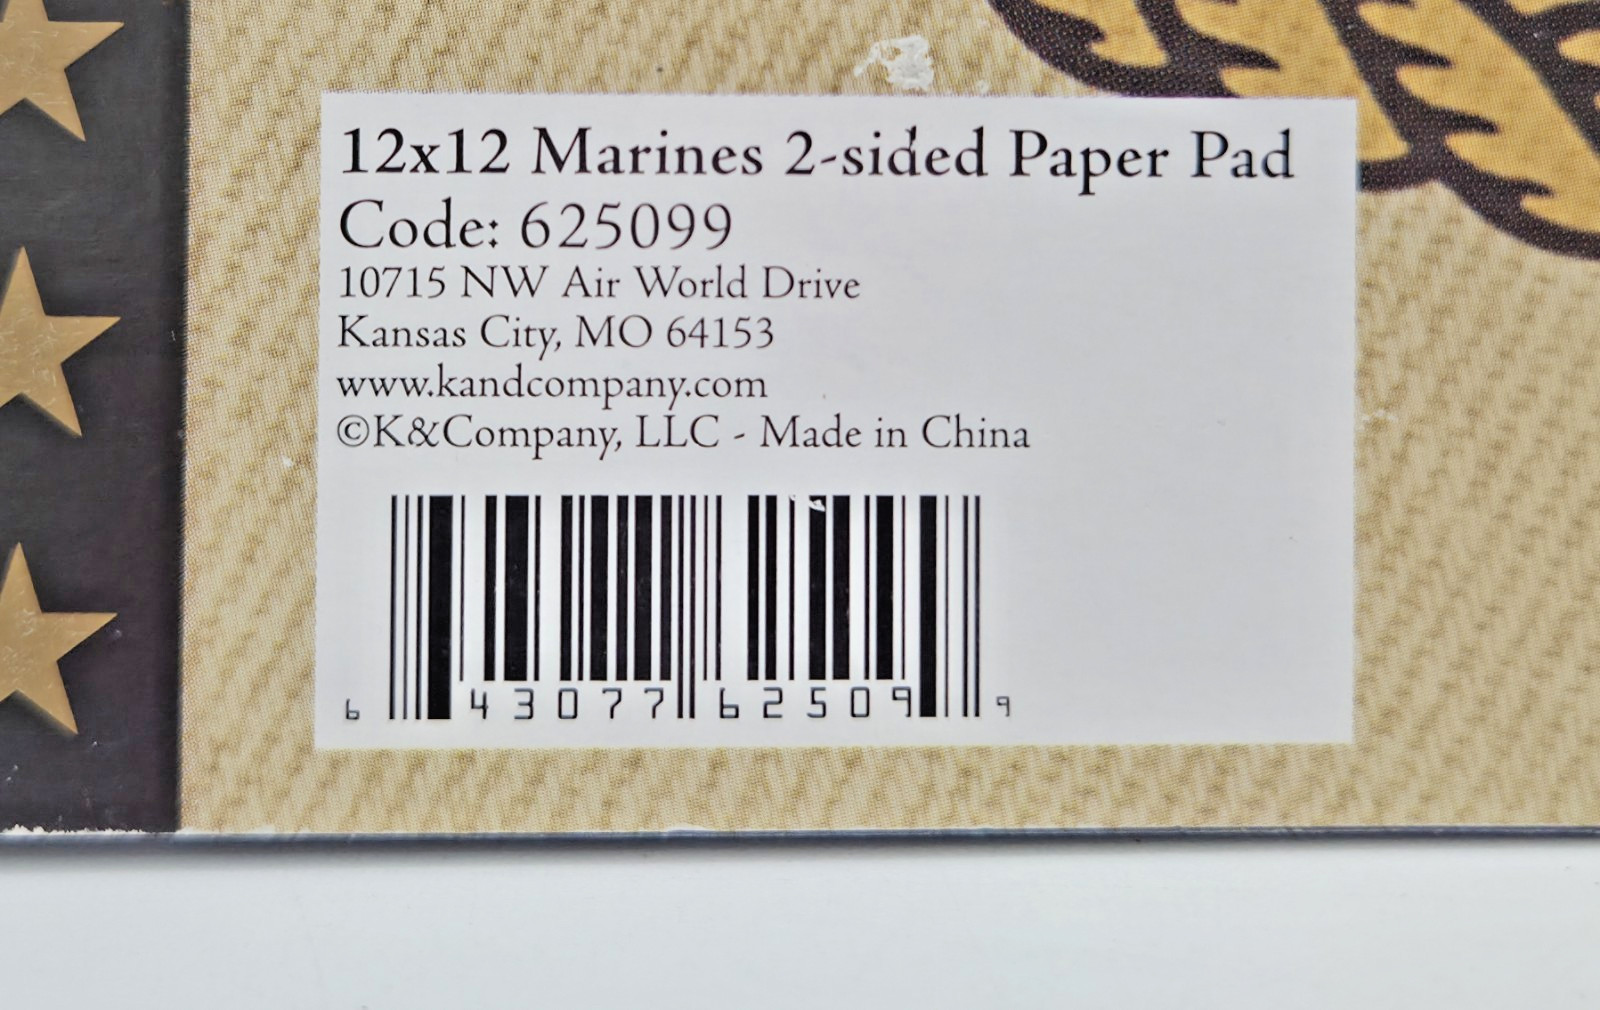 12x12 Marines 2-sided Paper Pad
Code: 625099
10715 NW Air World Drive
Kansas City, MO 64153
www.kandcompany.com
©K&Company, LLC - Made in China
6 43077 62509 9